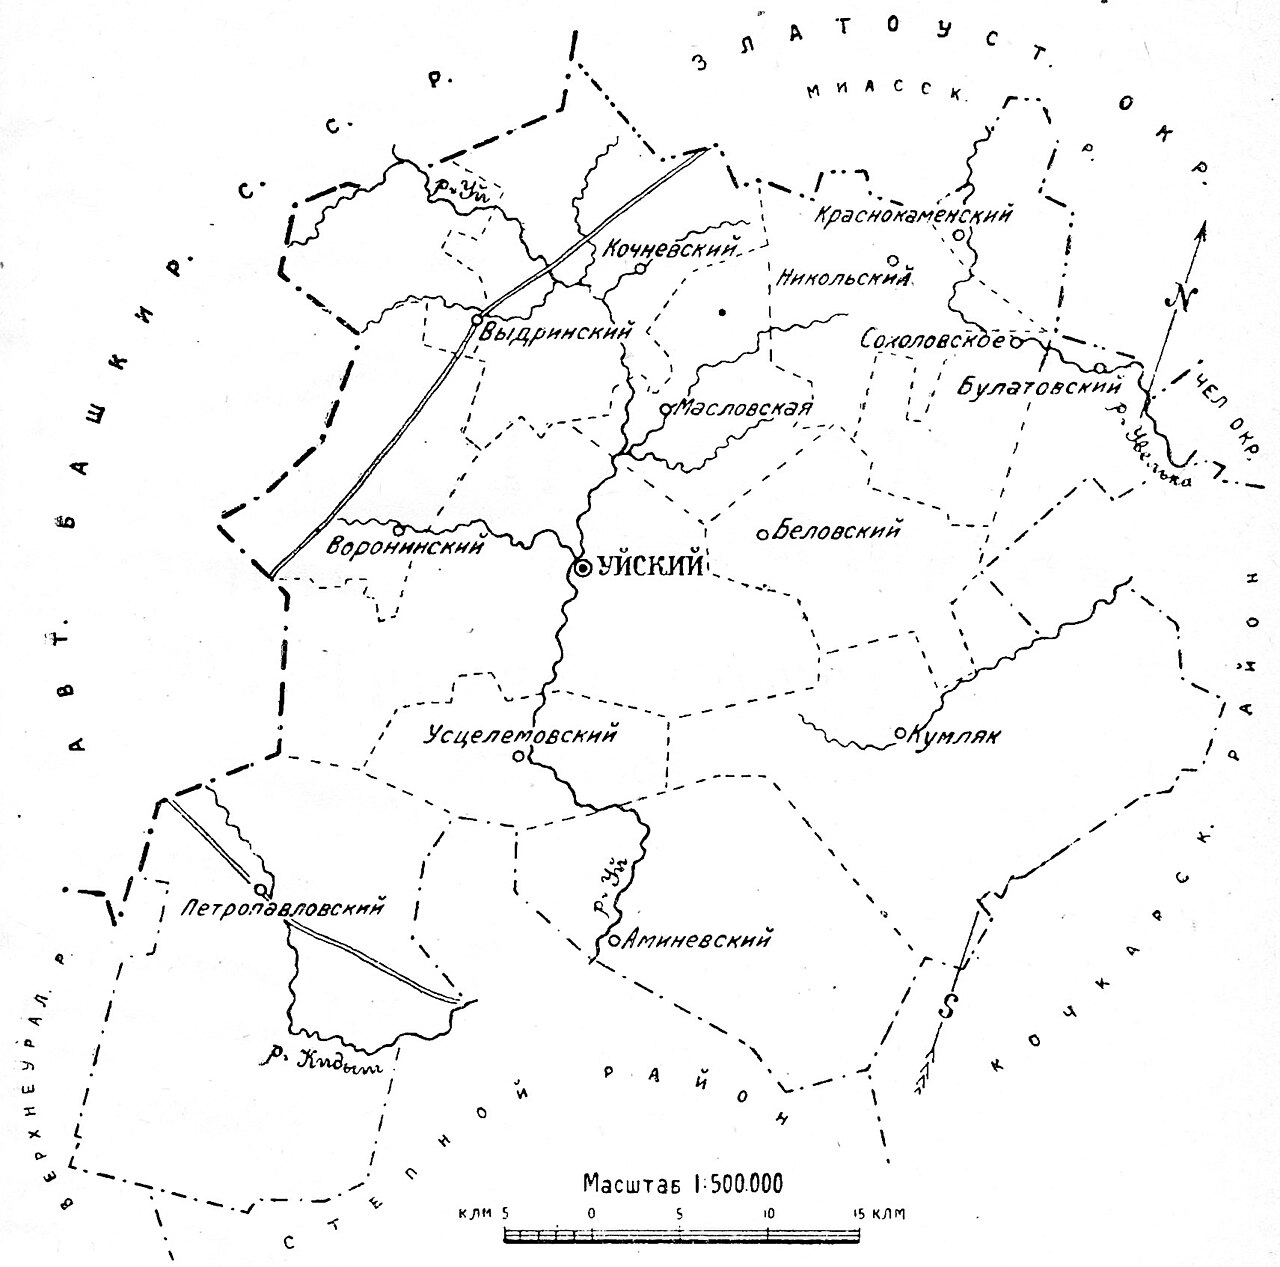 ЗЛАТОУСТ. ОКР.
МИАССК. Р.
АВТ. БАШКИР. С. С. Р.
р. Уй
Кочневский
Краснокаменский
Никольский
Выдринский
Соколовское
Булатовский
Масловская
р. Увелька
ЧЕЛ ОКР.
N
Воронинский
УЙСКИЙ
Беловский
Усцелемовский
Кумляк
р. Уй
Петропавловский
Аминевский
S
р. Кидыш
ВЕРХНЕУРАЛ. Р.
СТЕПНОЙ РАЙОН
КОЧКАРСК. РАЙОН
Масштаб 1:500.000
КЛМ 5 0 5 10 15 КЛМ